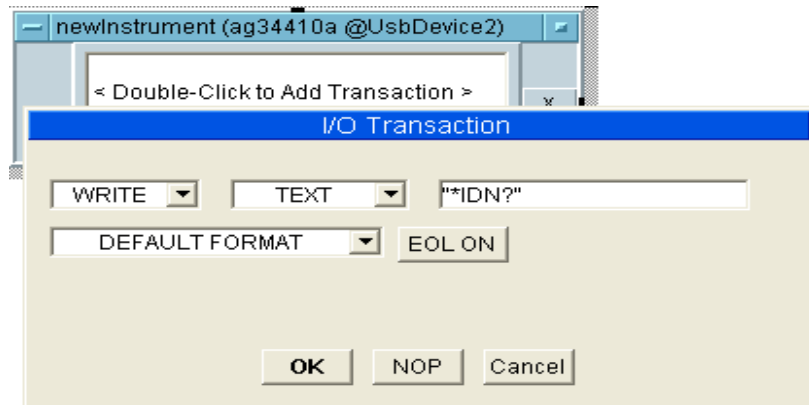 newInstrument (ag34410a @UsbDevice2)
< Double-Click to Add Transaction >
I/O Transaction
WRITE TEXT "*IDN?"
DEFAULT FORMAT EOL ON
OK NOP Cancel